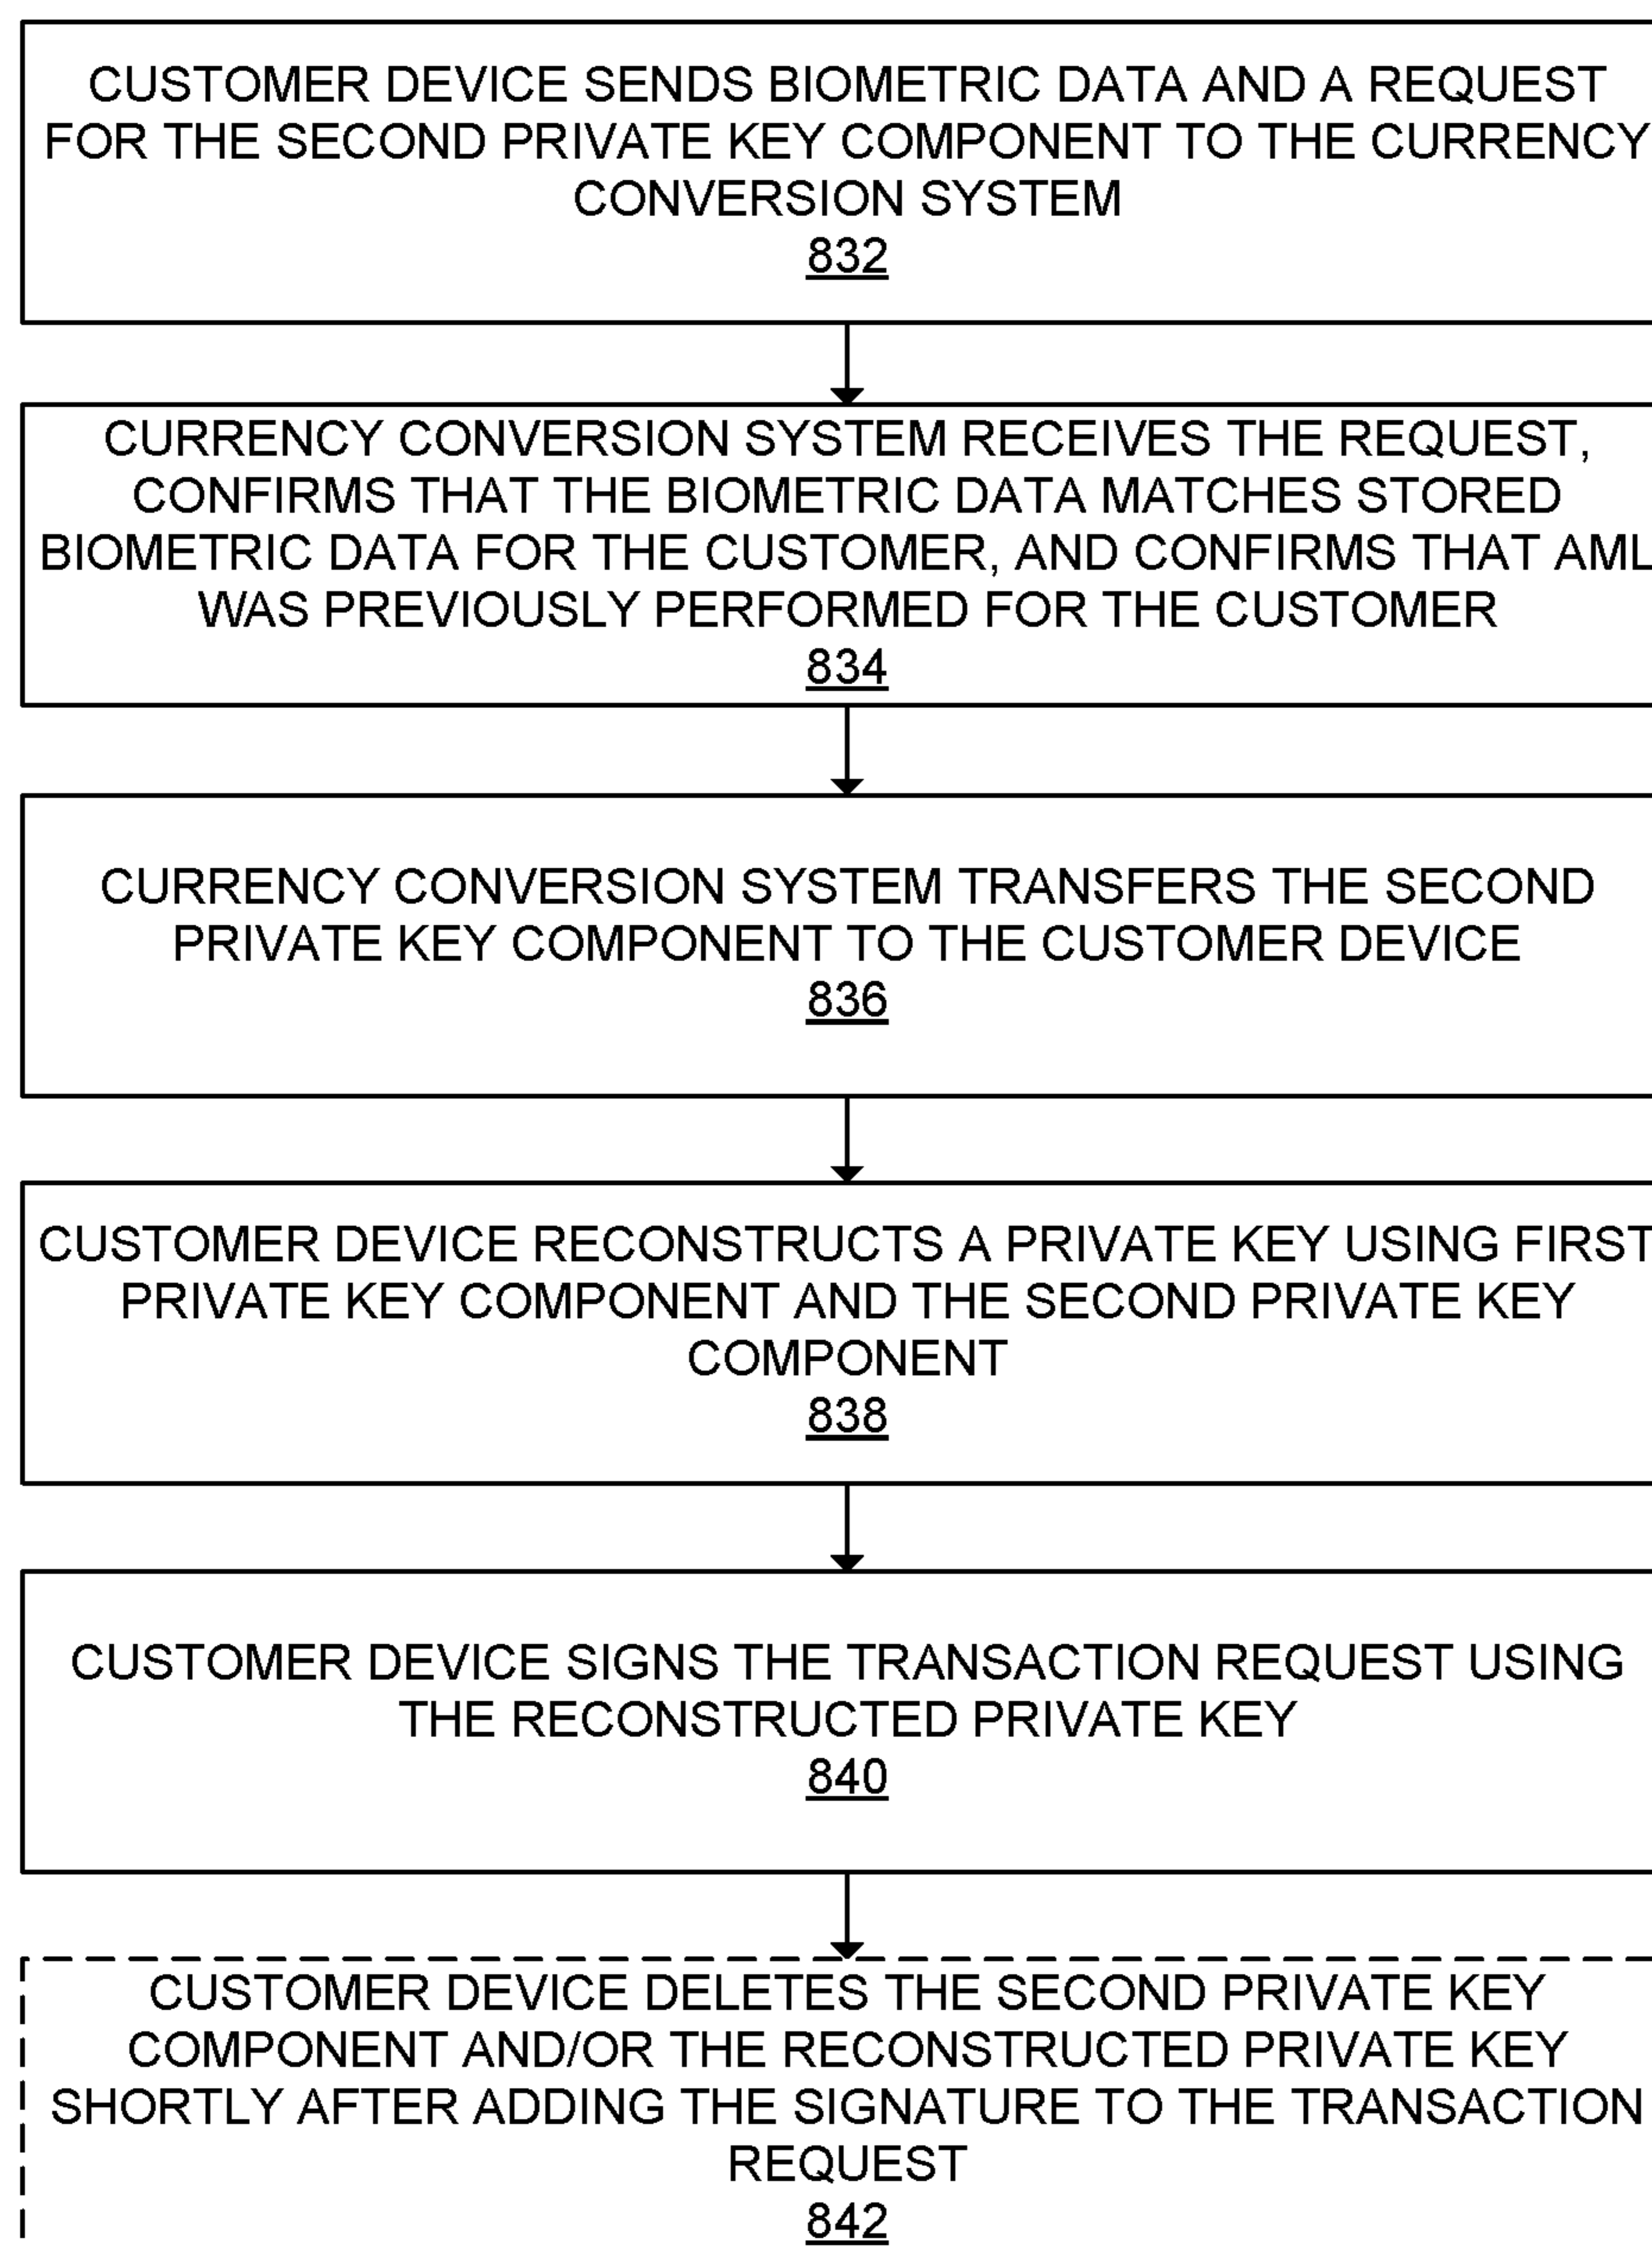 CUSTOMER DEVICE SENDS BIOMETRIC DATA AND A REQUEST
FOR THE SECOND PRIVATE KEY COMPONENT TO THE CURRENCY
CONVERSION SYSTEM
832
CURRENCY CONVERSION SYSTEM RECEIVES THE REQUEST,
CONFIRMS THAT THE BIOMETRIC DATA MATCHES STORED
BIOMETRIC DATA FOR THE CUSTOMER, AND CONFIRMS THAT AML
WAS PREVIOUSLY PERFORMED FOR THE CUSTOMER
834
CURRENCY CONVERSION SYSTEM TRANSFERS THE SECOND
PRIVATE KEY COMPONENT TO THE CUSTOMER DEVICE
836
CUSTOMER DEVICE RECONSTRUCTS A PRIVATE KEY USING FIRST
PRIVATE KEY COMPONENT AND THE SECOND PRIVATE KEY
COMPONENT
838
CUSTOMER DEVICE SIGNS THE TRANSACTION REQUEST USING
THE RECONSTRUCTED PRIVATE KEY
840
CUSTOMER DEVICE DELETES THE SECOND PRIVATE KEY
COMPONENT AND/OR THE RECONSTRUCTED PRIVATE KEY
SHORTLY AFTER ADDING THE SIGNATURE TO THE TRANSACTION
REQUEST
842